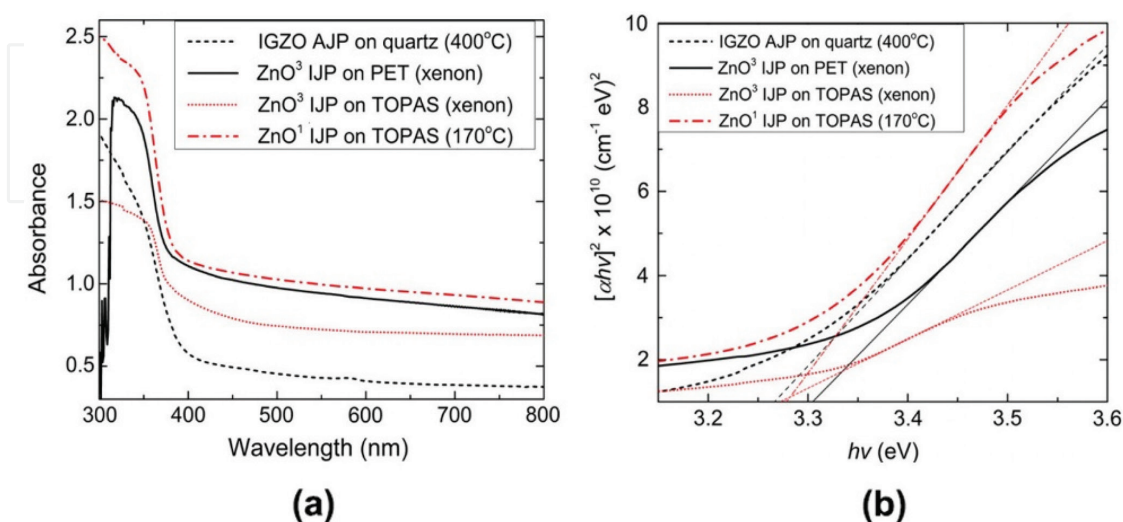 IGZO AJP on quartz (400°C)
ZnO³ IJP on PET (xenon)
ZnO³ IJP on TOPAS (xenon)
ZnO¹ IJP on TOPAS (170°C)
2.5
2.0
1.5
1.0
0.5
Absorbance
300 400 500 600 700 800
Wavelength (nm)
(a)
IGZO AJP on quartz (400°C)
ZnO³ IJP on PET (xenon)
ZnO³ IJP on TOPAS (xenon)
ZnO¹ IJP on TOPAS (170°C)
10
8
6
4
2
[αhν]² x 10¹⁰ (cm⁻¹ eV)²
3.2 3.3 3.4 3.5 3.6
hν (eV)
(b)